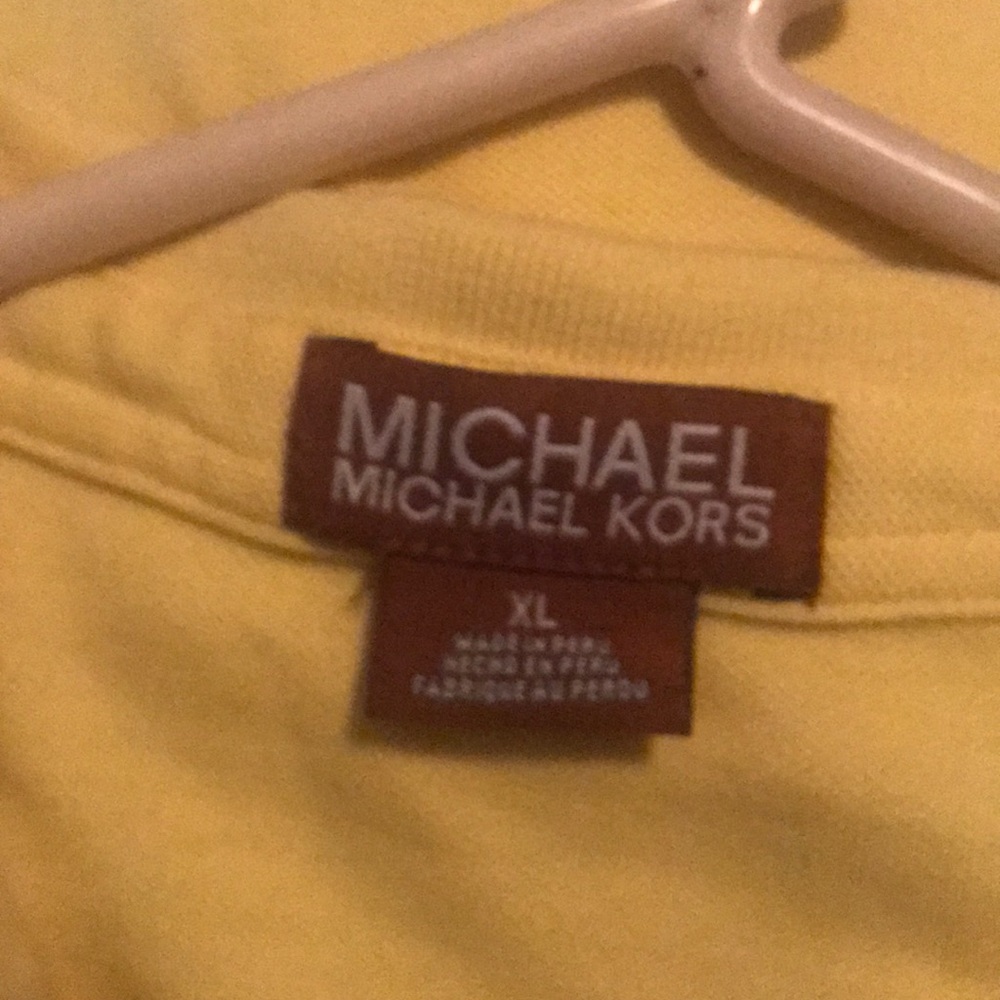 MICHAEL
MICHAEL KORS
XL
MADE IN PERU
HECHO EN PERU
FABRIQUE AU PEROU